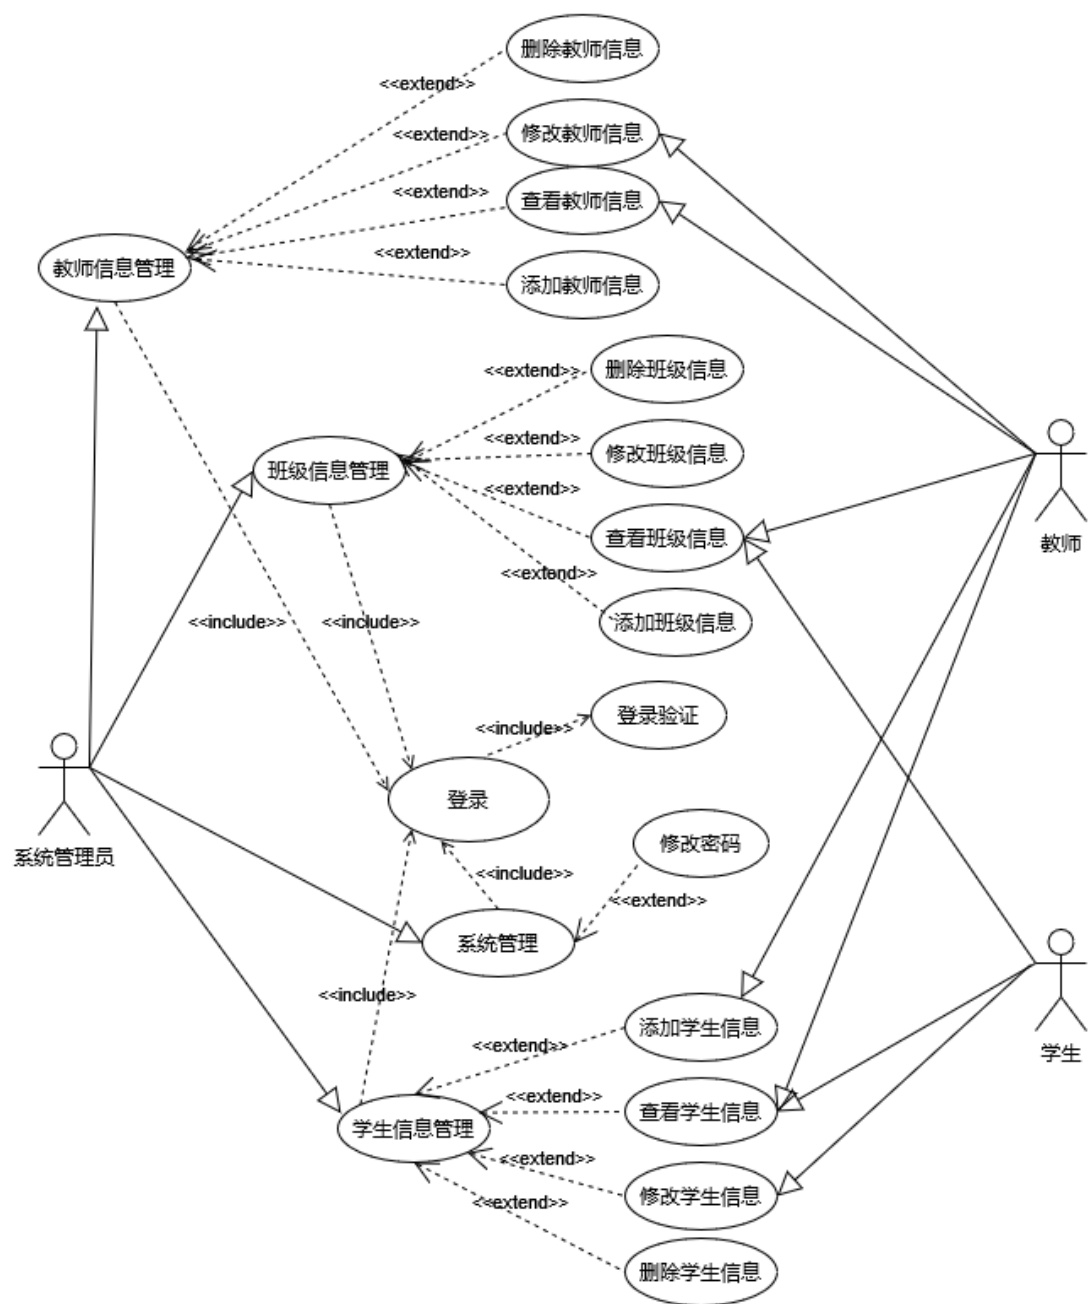 删除教师信息
<<extend>>
修改教师信息
<<extend>>
<<extend>>
查看教师信息
<<extend>>
教师信息管理
添加教师信息
<<extend>>
删除班级信息
<<extend>>
修改班级信息
班级信息管理
<<extend>>
查看班级信息
教师
<<extend>>
<<include>>
<<include>>
添加班级信息
登录验证
<<include>>
登录
修改密码
系统管理员
<<include>>
<<extend>>
系统管理
<<include>>
添加学生信息
<<extend>>
学生
<<extend>>
查看学生信息
学生信息管理
<<extend>>
修改学生信息
<<extend>>
删除学生信息